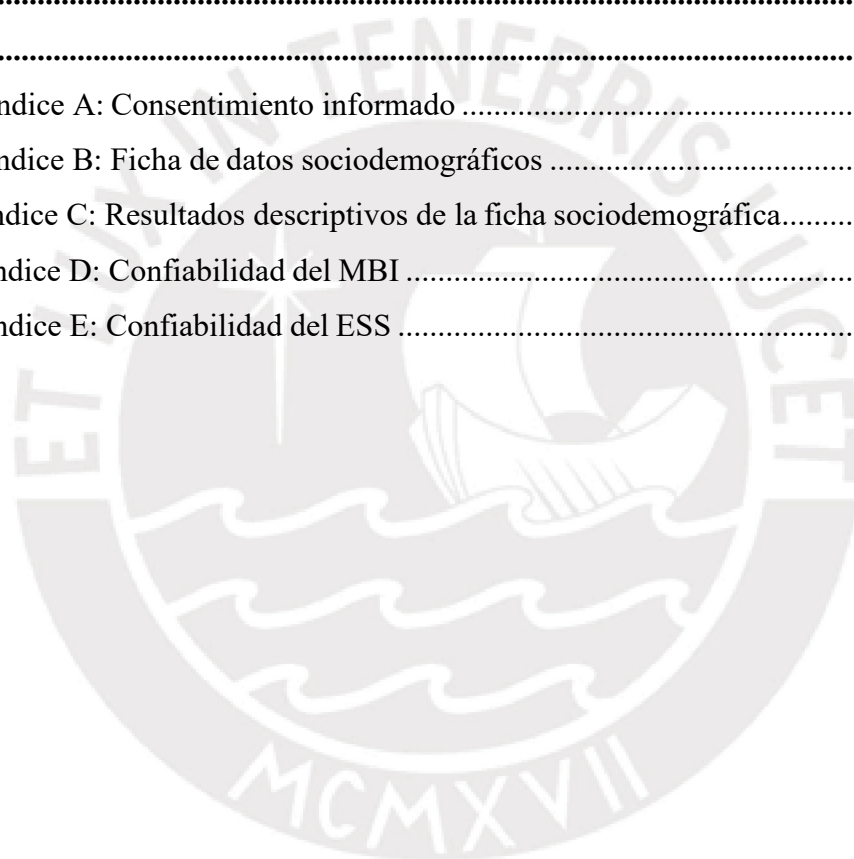 ndice A: Consentimiento informado ........................................................
ndice B: Ficha de datos sociodemográficos ............................................
ndice C: Resultados descriptivos de la ficha sociodemográfica.........
ndice D: Confiabilidad del MBI ...............................................................
ndice E: Confiabilidad del ESS ................................................................
ET LUX IN TENEBRIS LUCET
MCMXVII